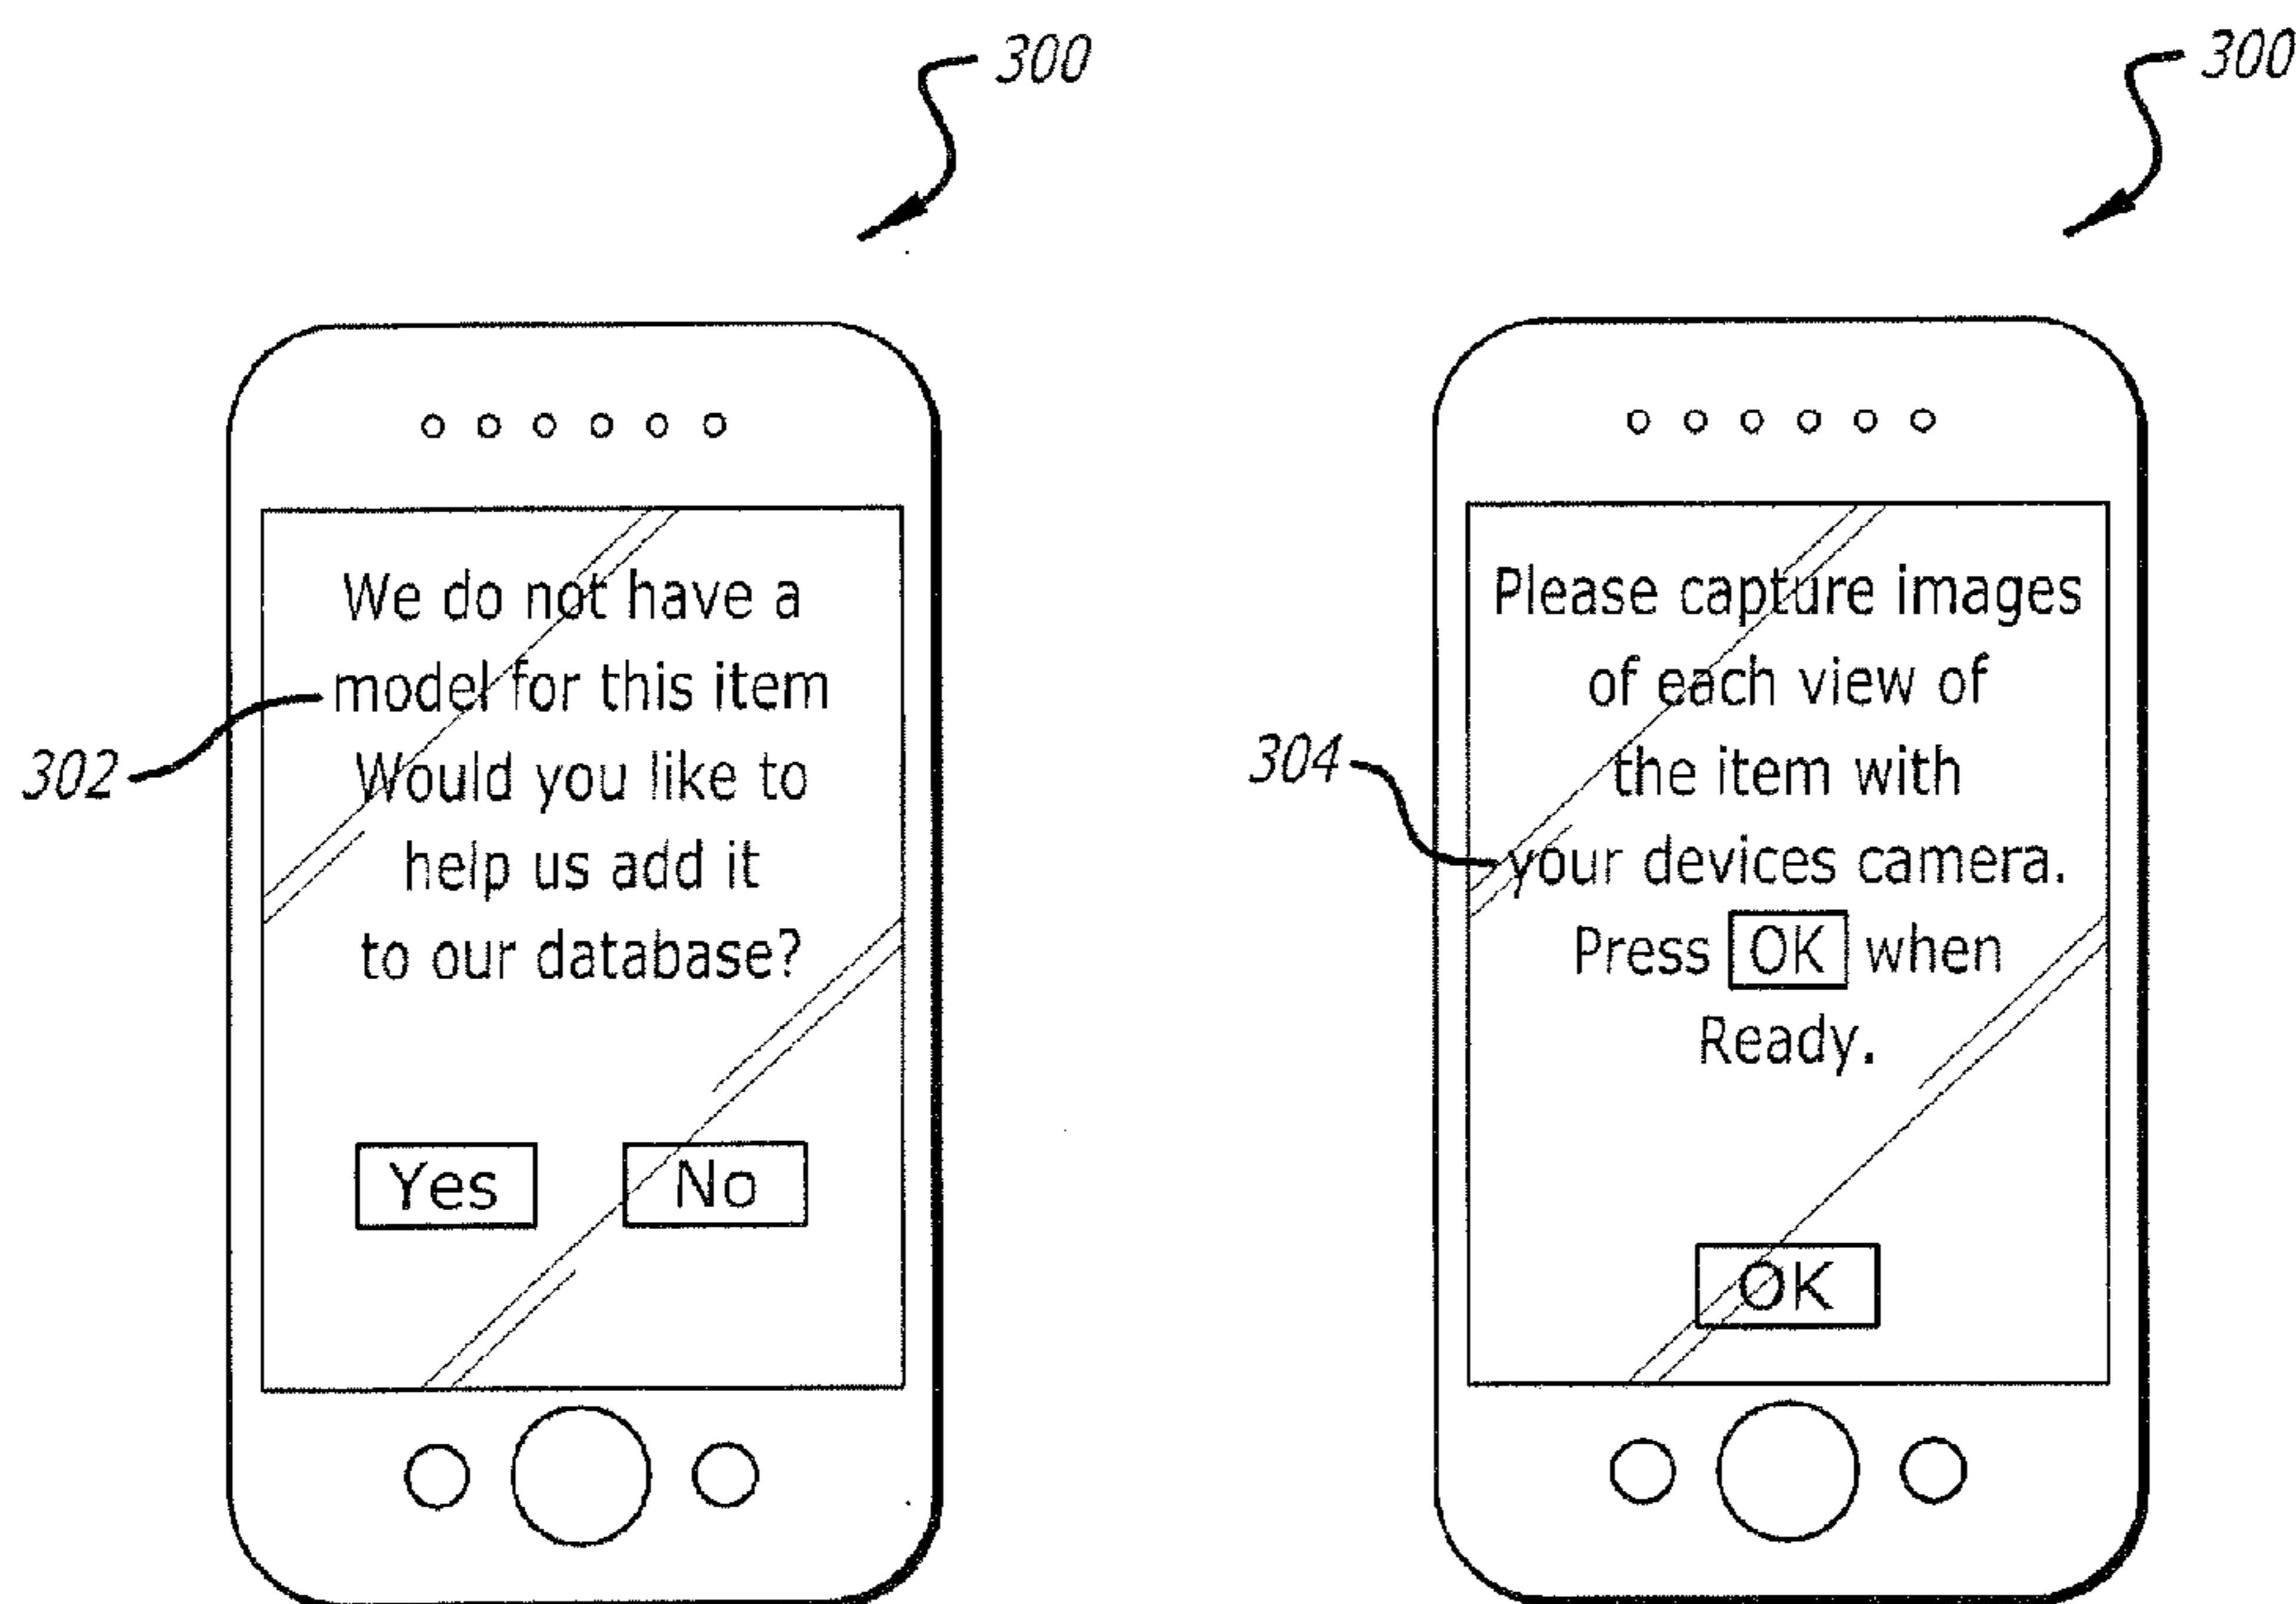 300
We do not have a
model for this item
Would you like to
help us add it
to our database?
Yes No
302
300
Please capture images
of each view of
the item with
your devices camera.
Press OK when
Ready.
OK
304